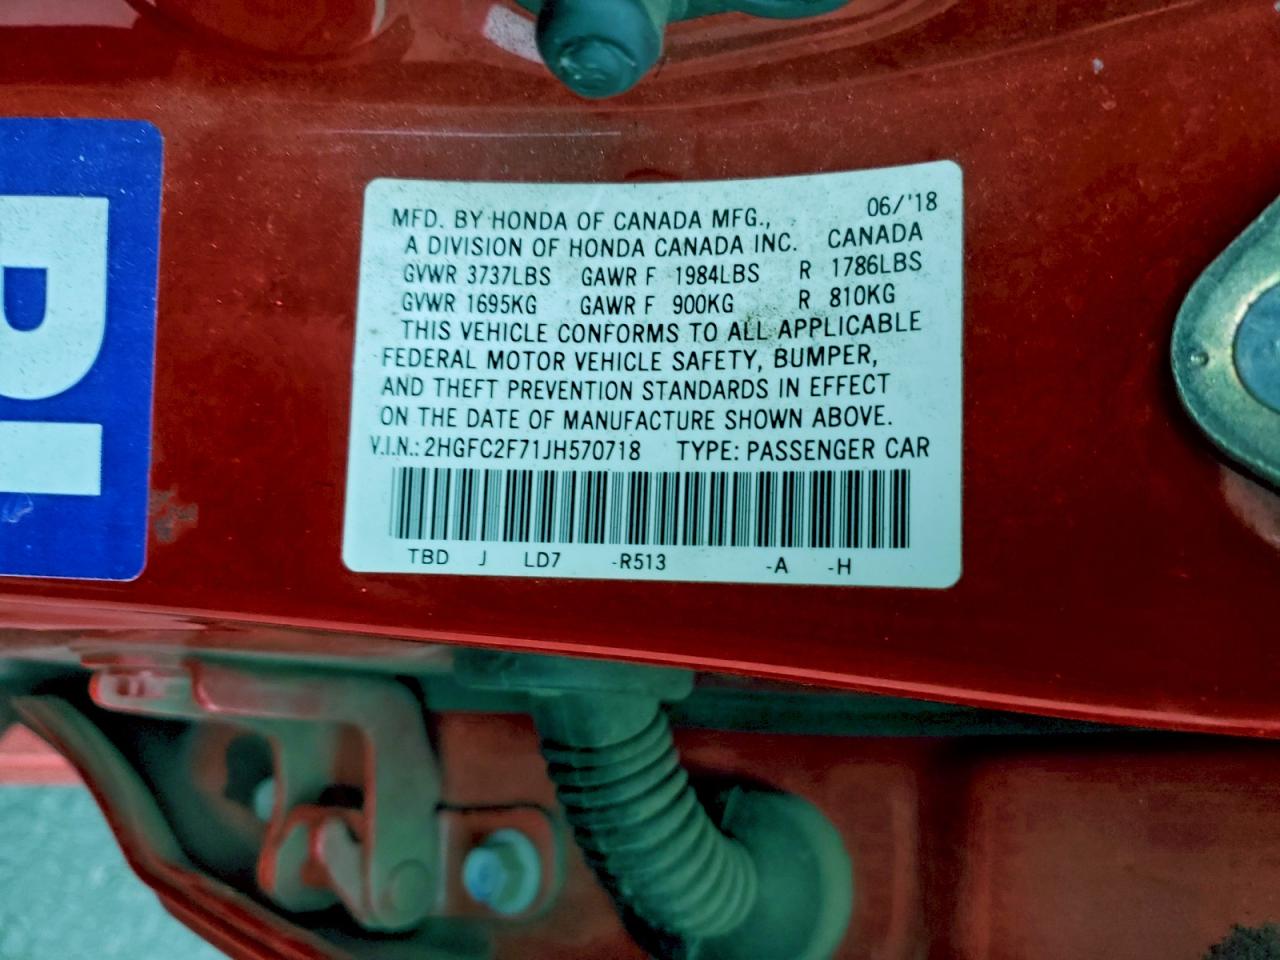 PL
MFD. BY HONDA OF CANADA MFG., 06/'18
A DIVISION OF HONDA CANADA INC. CANADA
GVWR 3737LBS GAWR F 1984LBS R 1786LBS
GVWR 1695KG GAWR F 900KG R 810KG
THIS VEHICLE CONFORMS TO ALL APPLICABLE
FEDERAL MOTOR VEHICLE SAFETY, BUMPER,
AND THEFT PREVENTION STANDARDS IN EFFECT
ON THE DATE OF MANUFACTURE SHOWN ABOVE.
V.I.N.: 2HGFC2F71JH570718 TYPE: PASSENGER CAR
TBD J LD7 -R513 -A -H